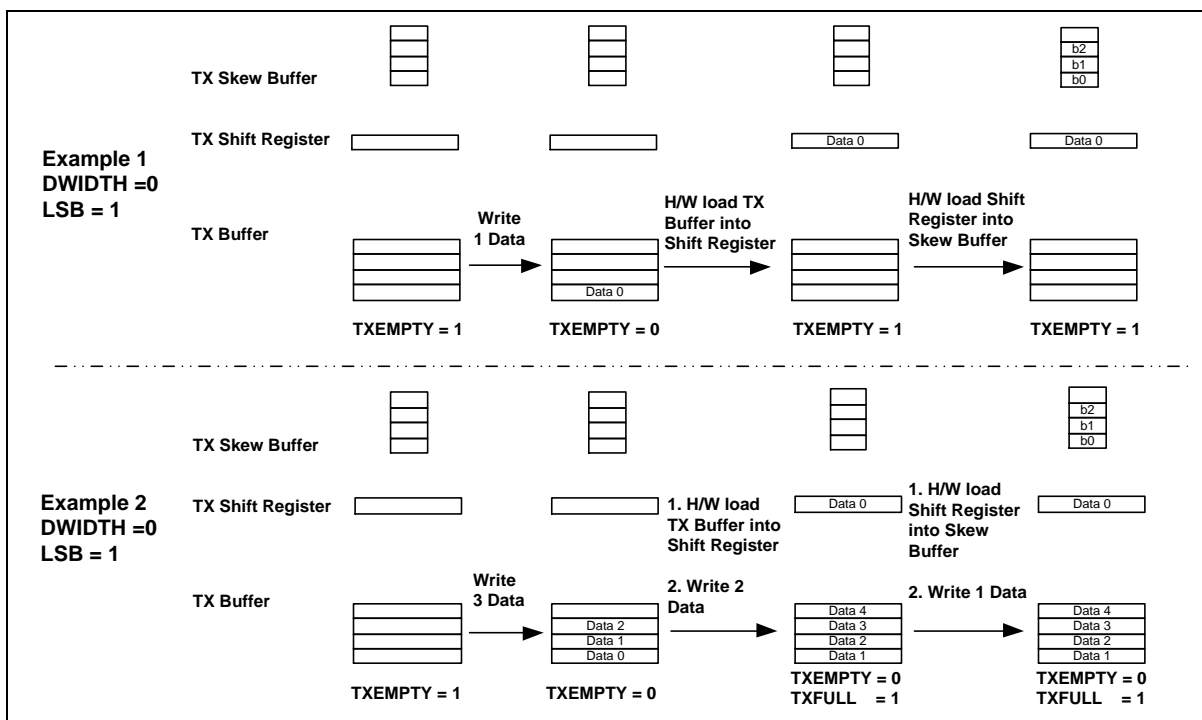 TX Skew Buffer
b2
b1
b0
TX Shift Register
Data 0
Data 0
Example 1
DWIDTH =0
LSB = 1
TX Buffer
Write
1 Data
H/W load TX
Buffer into
Shift Register
H/W load Shift
Register into
Skew Buffer
Data 0
TXEMPTY = 1
TXEMPTY = 0
TXEMPTY = 1
TXEMPTY = 1
TX Skew Buffer
b2
b1
b0
Example 2
DWIDTH =0
LSB = 1
TX Shift Register
1. H/W load
TX Buffer into
Shift Register
Data 0
1. H/W load
Shift Register
into Skew
Buffer
Data 0
TX Buffer
Write
3 Data
Data 2
Data 1
Data 0
2. Write 2
Data
Data 4
Data 3
Data 2
Data 1
2. Write 1 Data
Data 4
Data 3
Data 2
Data 1
TXEMPTY = 1
TXEMPTY = 0
TXEMPTY = 0
TXFULL = 1
TXEMPTY = 0
TXFULL = 1